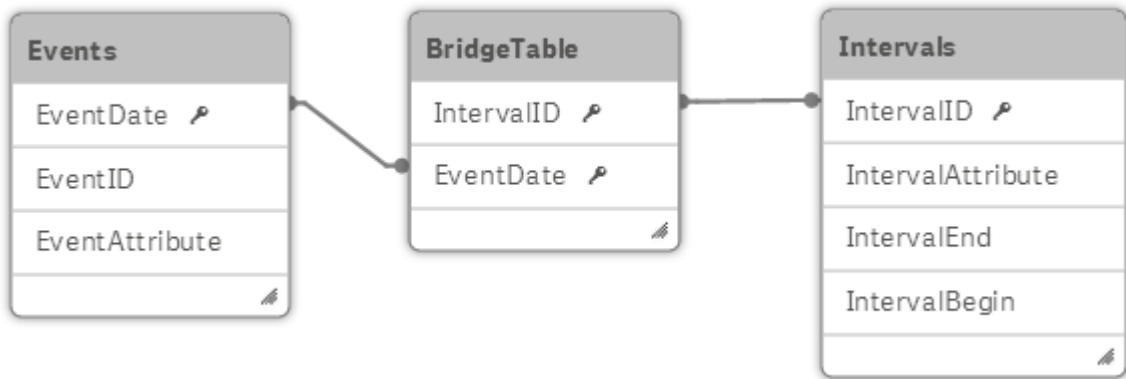 Events
EventDate
EventID
EventAttribute
BridgeTable
IntervalID
EventDate
Intervals
IntervalID
IntervalAttribute
IntervalEnd
IntervalBegin